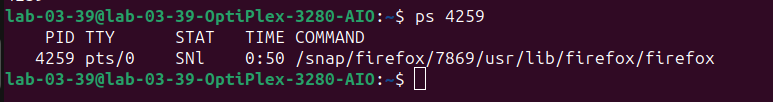 lab-03-39@lab-03-39-OptiPlex-3280-AIO:~$ ps 4259
    PID TTY      STAT   TIME COMMAND
   4259 pts/0    SNl    0:50 /snap/firefox/7869/usr/lib/firefox/firefox
lab-03-39@lab-03-39-OptiPlex-3280-AIO:~$